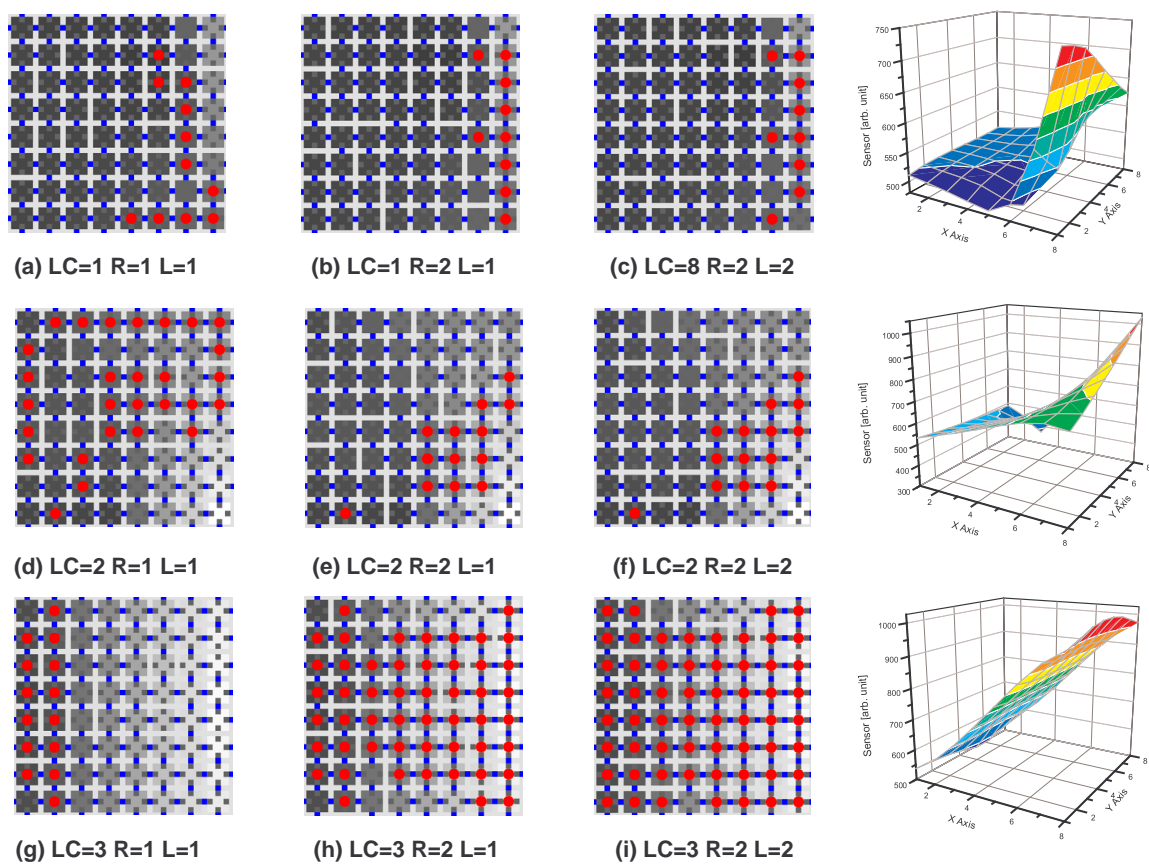 750
700
650
600
550
500
Sensor [arb. unit]
2
4
6
8
X Axis
2
4
6
8
Y Axis
(a) LC=1 R=1 L=1
(b) LC=1 R=2 L=1
(c) LC=8 R=2 L=2
1000
900
800
700
600
500
400
300
Sensor [arb. unit]
2
4
6
8
X Axis
2
4
6
8
Y Axis
(d) LC=2 R=1 L=1
(e) LC=2 R=2 L=1
(f) LC=2 R=2 L=2
1000
900
800
700
600
500
Sensor [arb. unit]
2
4
6
8
X Axis
2
4
6
8
Y Axis
(g) LC=3 R=1 L=1
(h) LC=3 R=2 L=1
(i) LC=3 R=2 L=2